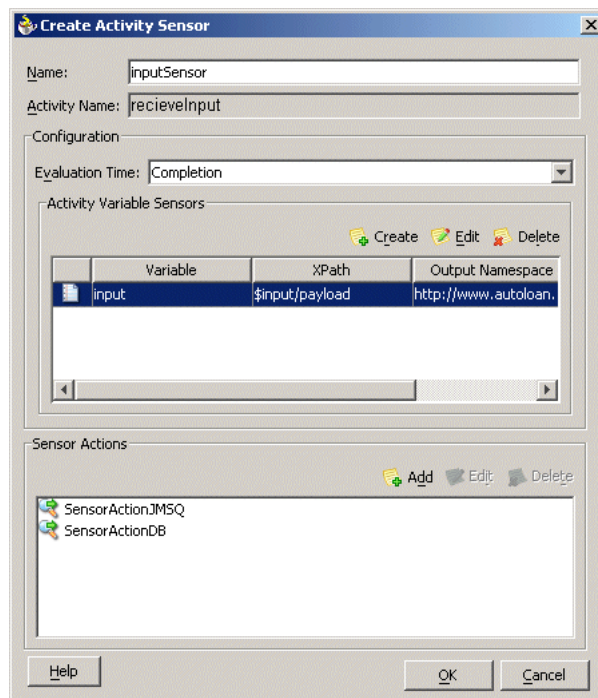 Create Activity Sensor
Name: inputSensor
Activity Name: recieveInput
Configuration
Evaluation Time: Completion
Activity Variable Sensors
Create Edit Delete
Variable XPath Output Namespace
input $input/payload http://www.autoloan.
Sensor Actions
Add Edit Delete
SensorActionJMSQ
SensorActionDB
Help OK Cancel